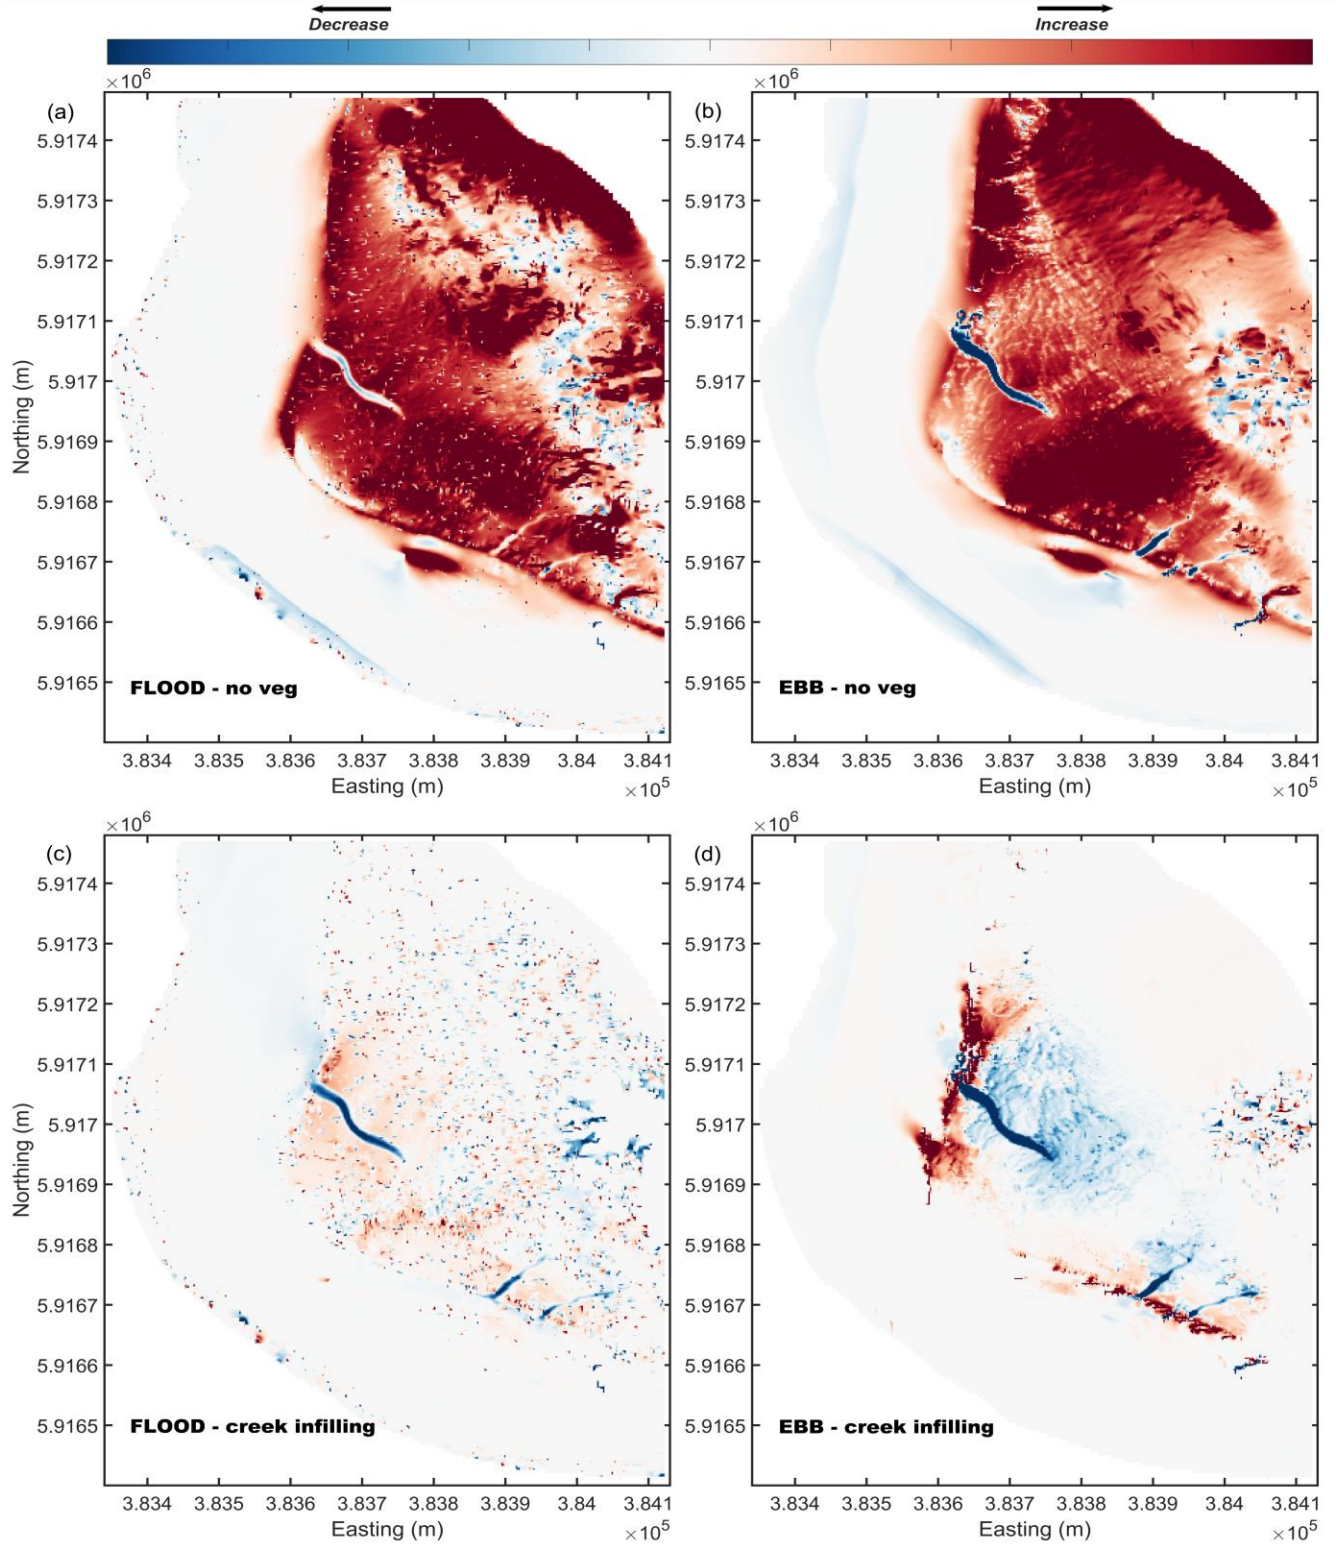 Decrease
Increase
×10⁶
×10⁶
(a)
(b)
5.9174
5.9173
5.9172
5.9171
5.917
5.9169
5.9168
5.9167
5.9166
5.9165
Northing (m)
FLOOD - no veg
3.834 3.835 3.836 3.837 3.838 3.839 3.84 3.841
Easting (m)
×10⁵
5.9174
5.9173
5.9172
5.9171
5.917
5.9169
5.9168
5.9167
5.9166
5.9165
EBB - no veg
3.834 3.835 3.836 3.837 3.838 3.839 3.84 3.841
Easting (m)
×10⁵
×10⁶
(c)
5.9174
5.9173
5.9172
5.9171
5.917
5.9169
5.9168
5.9167
5.9166
5.9165
Northing (m)
FLOOD - creek infilling
3.834 3.835 3.836 3.837 3.838 3.839 3.84 3.841
Easting (m)
×10⁵
×10⁶
(d)
5.9174
5.9173
5.9172
5.9171
5.917
5.9169
5.9168
5.9167
5.9166
5.9165
EBB - creek infilling
3.834 3.835 3.836 3.837 3.838 3.839 3.84 3.841
Easting (m)
×10⁵